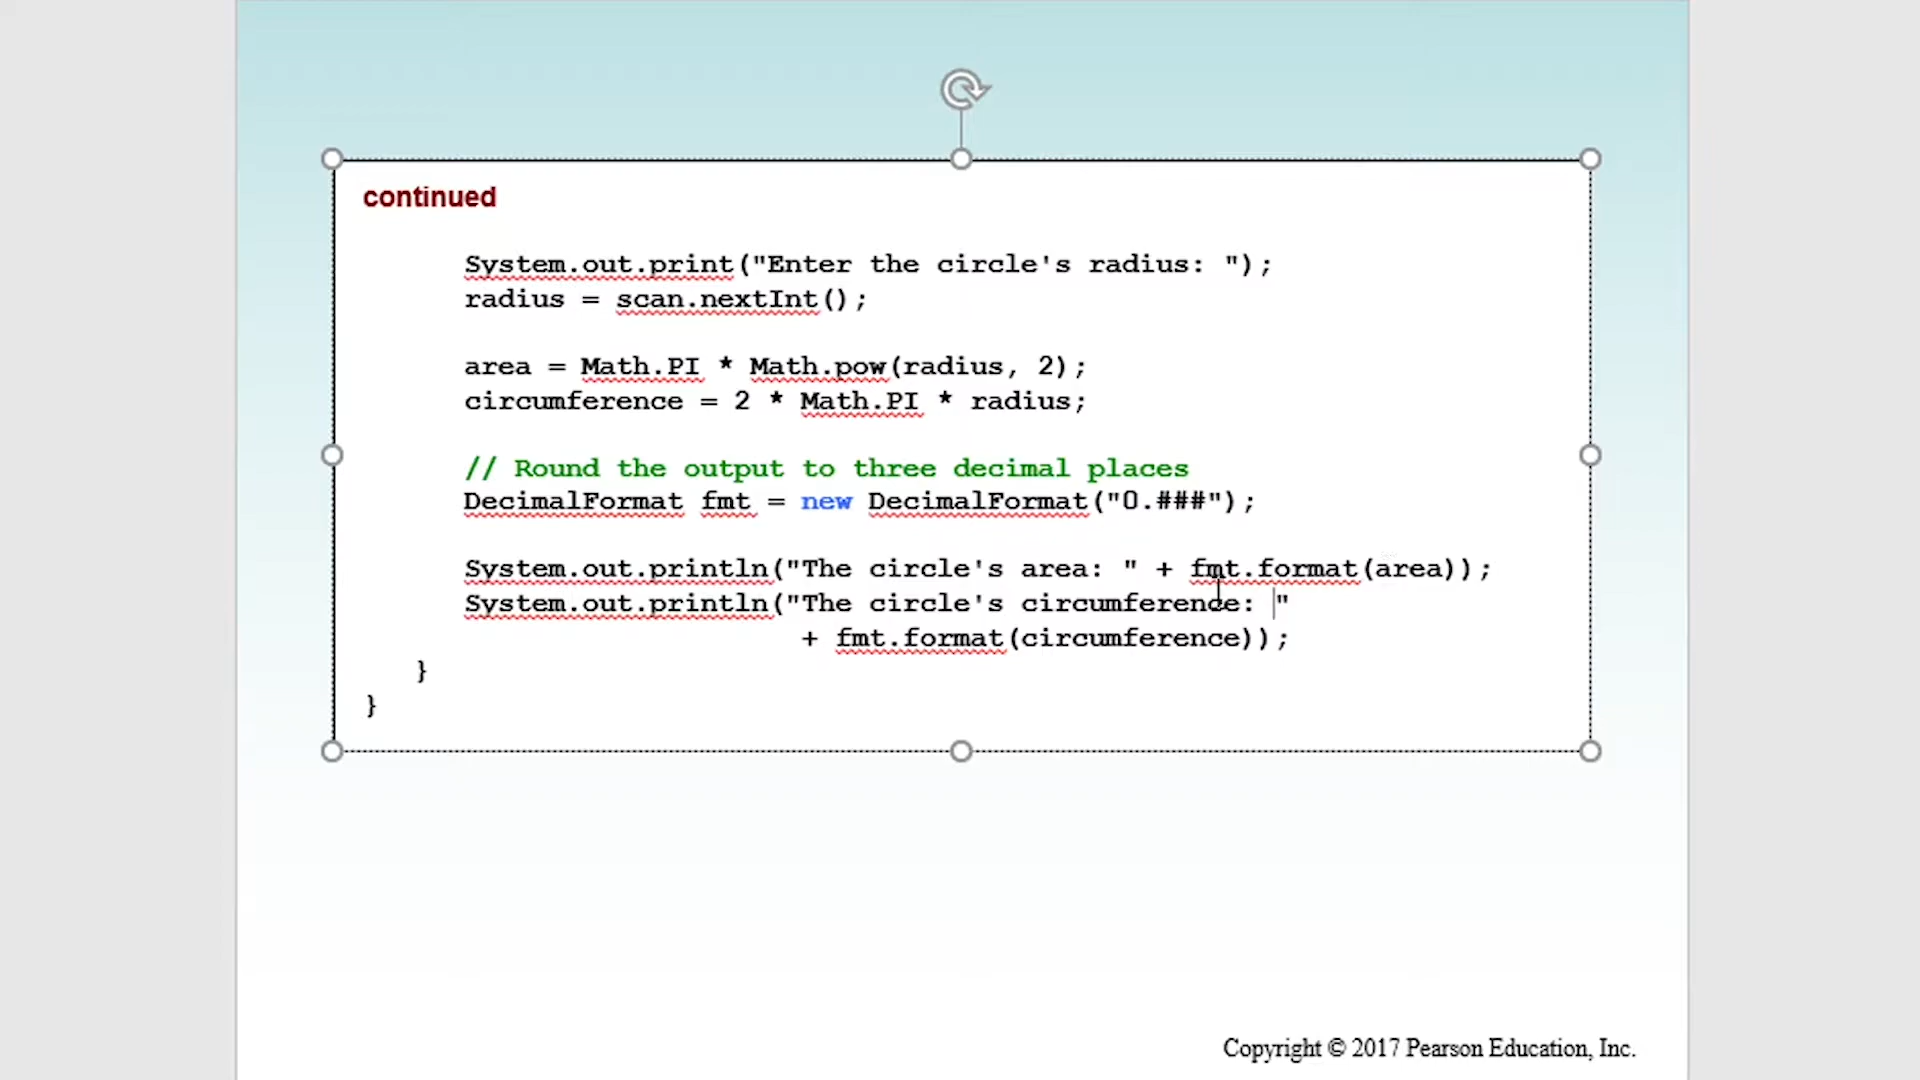 continued
System.out.print("Enter the circle's radius: ");
radius = scan.nextInt();
area = Math.PI * Math.pow(radius, 2);
circumference = 2 * Math.PI * radius;
// Round the output to three decimal places
DecimalFormat fmt = new DecimalFormat("0.###");
System.out.println("The circle's area: " + fmt.format(area));
System.out.println("The circle's circumference: "
+ fmt.format(circumference));
}
}
Copyright © 2017 Pearson Education, Inc.